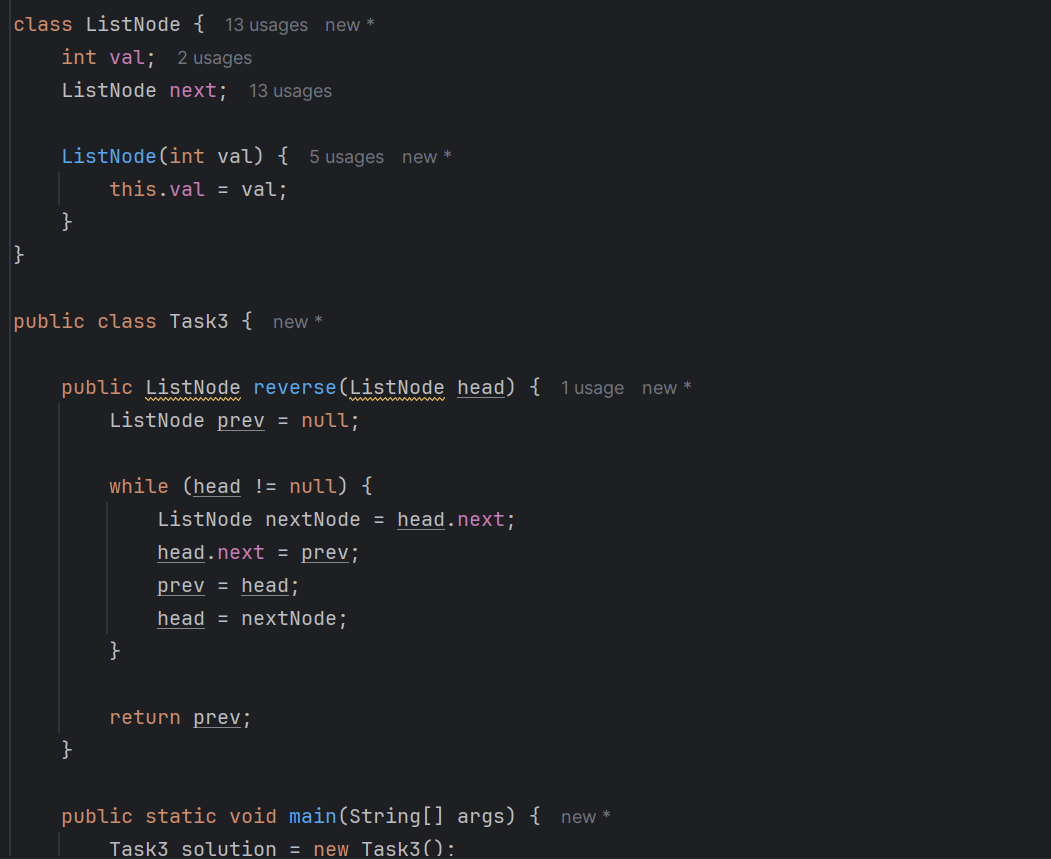 class ListNode {  13 usages  new *
    int val;  2 usages
    ListNode next;  13 usages
    ListNode(int val) {  5 usages  new *
        this.val = val;
    }
}
public class Task3 {  new *
    public ListNode reverse(ListNode head) {  1 usage  new *
        ListNode prev = null;
        while (head != null) {
            ListNode nextNode = head.next;
            head.next = prev;
            prev = head;
            head = nextNode;
        }
        return prev;
    }
    public static void main(String[] args) {  new *
        Task3 solution = new Task3();